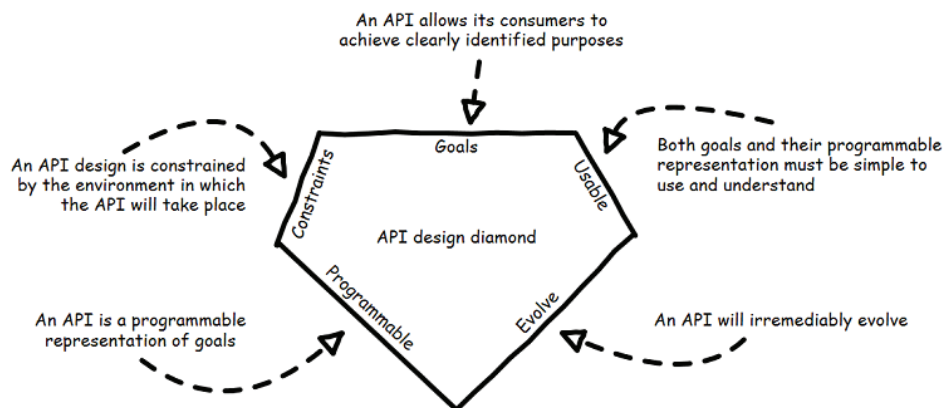 An API allows its consumers to
achieve clearly identified purposes
Goals
An API design is constrained
by the environment in which
the API will take place
Constraints
Usable
Both goals and their programmable
representation must be simple to
use and understand
API design diamond
Programmable
Evolve
An API is a programmable
representation of goals
An API will irremediably evolve